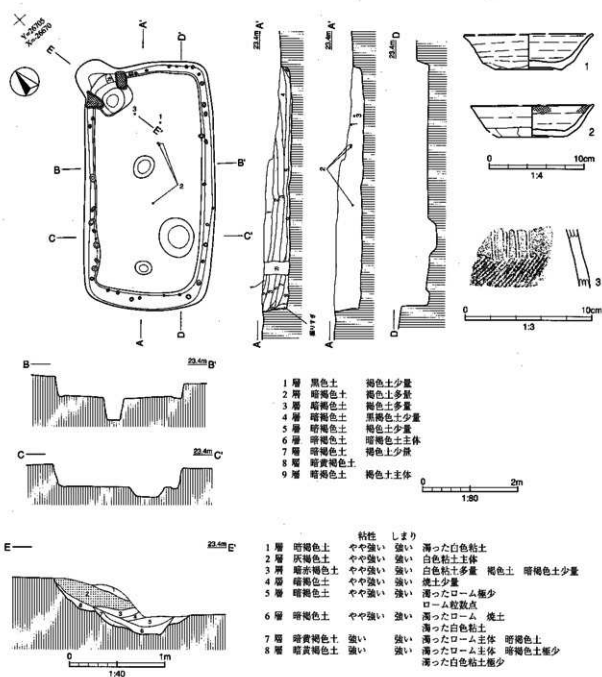 Y=26705
X=-26670
A'
D'
E
3
1
E'
B
B'
2
C
C'
A
D
23.4m
A'
A
23.4m
A'
3
2
A
掘りすぎ
23.4m
D'
D
1
2
0 10cm
1:4
3
0 10cm
1:3
B
23.4m
B'
C
23.4m
C'
1 層 黒色土 褐色土少量
2 層 暗褐色土 褐色土多量
3 層 暗褐色土 褐色土多量
4 層 暗褐色土 黒褐色土少量
5 層 暗褐色土 褐色土少量
6 層 暗褐色土 暗褐色土主体
7 層 暗褐色土 褐色土少量
8 層 暗黄褐色土
9 層 暗褐色土 褐色土主体
0 2m
1:80
E
23.4m
E'
0 1m
1:40
粘性 しまり
1 層 暗褐色土 やや強い 強い 濁った白色粘土
2 層 灰褐色土 やや強い 強い 白色粘土主体
3 層 暗赤褐色土 やや強い 強い 白色粘土多量 褐色土 暗褐色土少量
4 層 暗褐色土 やや強い 強い 焼土少量
5 層 暗褐色土 やや強い 強い 濁ったローム極少
ローム粒数点
6 層 暗褐色土 やや強い 強い 濁ったローム 焼土
濁った白色粘土
7 層 暗黄褐色土 強い 強い 濁ったローム主体 暗褐色土
8 層 暗黄褐色土 強い 強い 濁ったローム主体 暗褐色土極少
濁った白色粘土極少